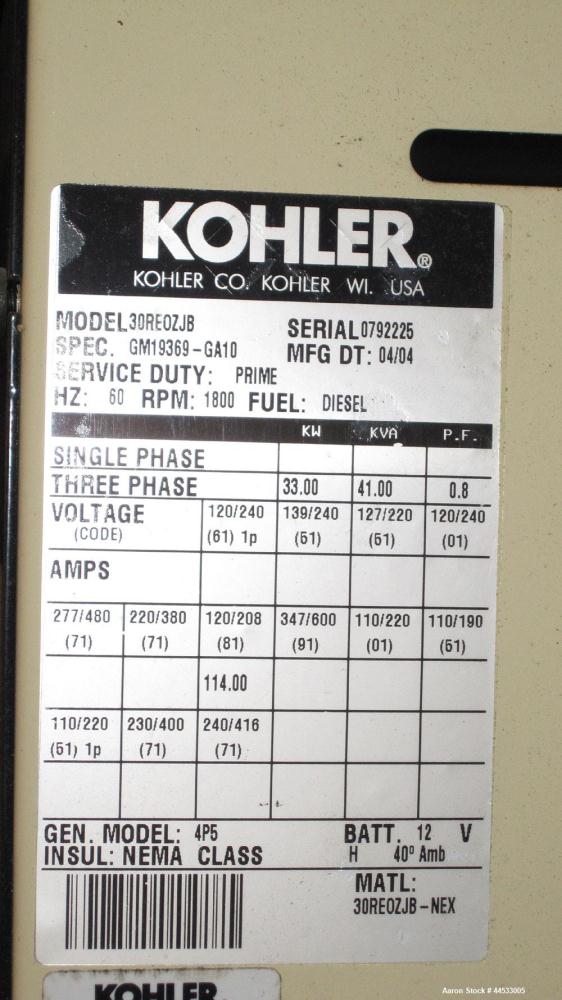 KOHLER®
KOHLER CO. KOHLER WI. USA
MODEL 30REOZJB SERIAL 0792225
SPEC. GM19369-GA10 MFG DT: 04/04
SERVICE DUTY: PRIME
HZ: 60 RPM: 1800 FUEL: DIESEL
KW KVA P.F.
SINGLE PHASE
THREE PHASE 33.00 41.00 0.8
VOLTAGE 120/240 139/240 127/220 120/240
(CODE) (61) 1p (51) (51) (01)
AMPS
277/480 220/380 120/208 347/600 110/220 110/190
(71) (71) (81) (91) (01) (51)
114.00
110/220 230/400 240/416
(51) 1p (71) (71)
GEN. MODEL: 4P5 BATT. 12 V
INSUL: NEMA CLASS H 40º Amb
MATL:
30REOZJB-NEX
KOHLER
Aaron Stock # 44533005